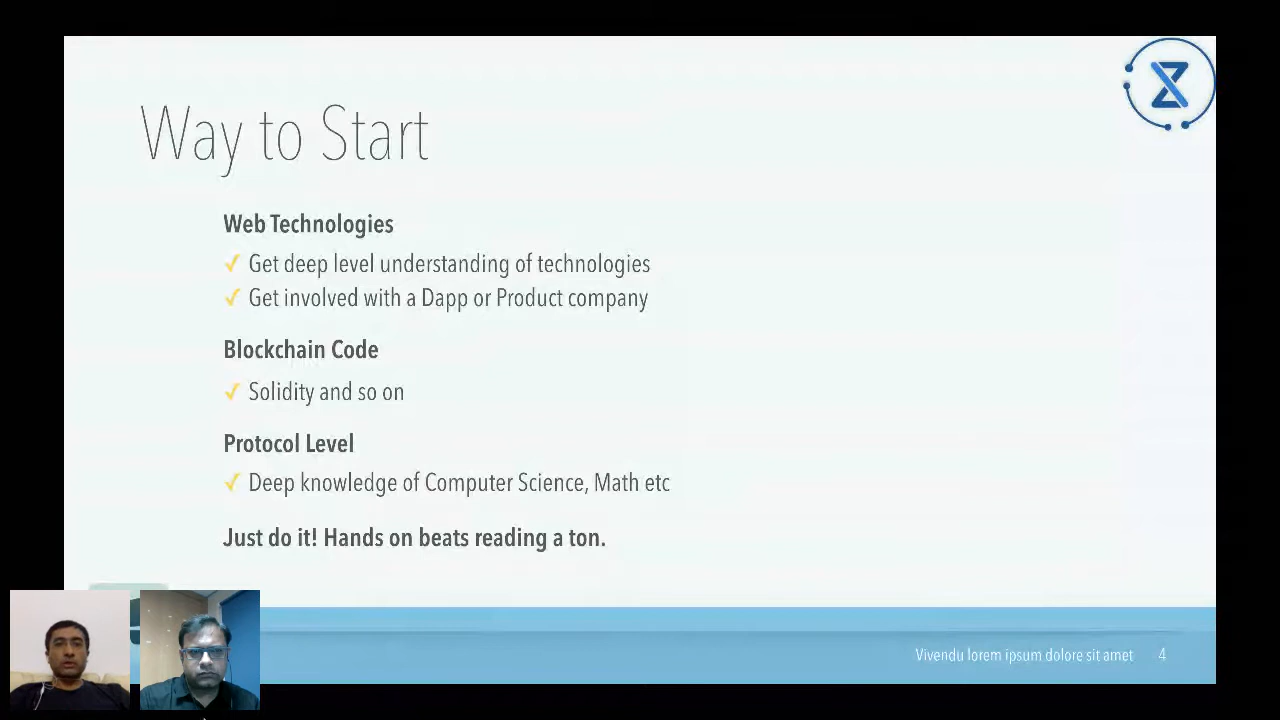 Way to Start
Web Technologies
✓ Get deep level understanding of technologies
✓ Get involved with a Dapp or Product company
Blockchain Code
✓ Solidity and so on
Protocol Level
✓ Deep knowledge of Computer Science, Math etc
Just do it! Hands on beats reading a ton.
Vivendu lorem ipsum dolore sit amet 4